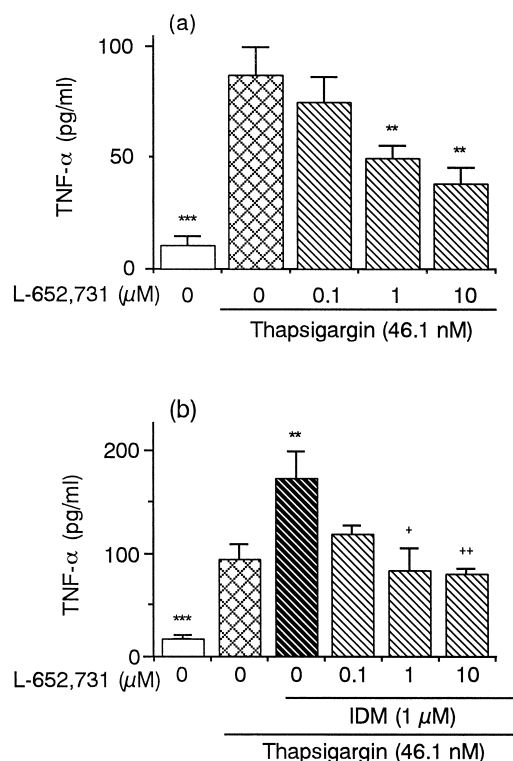 (a)
TNF-α (pg/ml)
100
50
0
***
**
**
L-652,731 (μM) 0 0 0.1 1 10
Thapsigargin (46.1 nM)
(b)
TNF-α (pg/ml)
200
100
0
***
**
+
++
L-652,731 (μM) 0 0 0 0.1 1 10
IDM (1 μM)
Thapsigargin (46.1 nM)